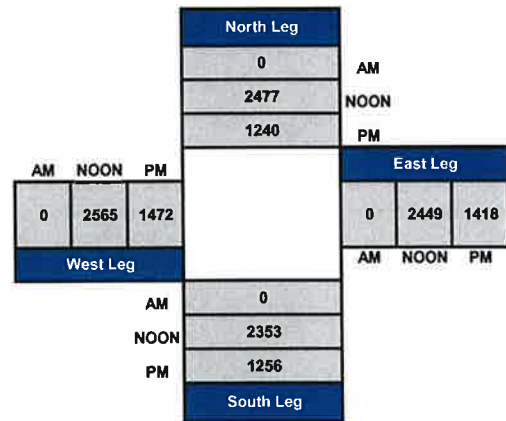 North Leg
0 AM
2477 NOON
1240 PM
AM NOON PM
East Leg
0 2565 1472
0 2449 1418
West Leg
AM NOON PM
AM 0
NOON 2353
PM 1256
South Leg